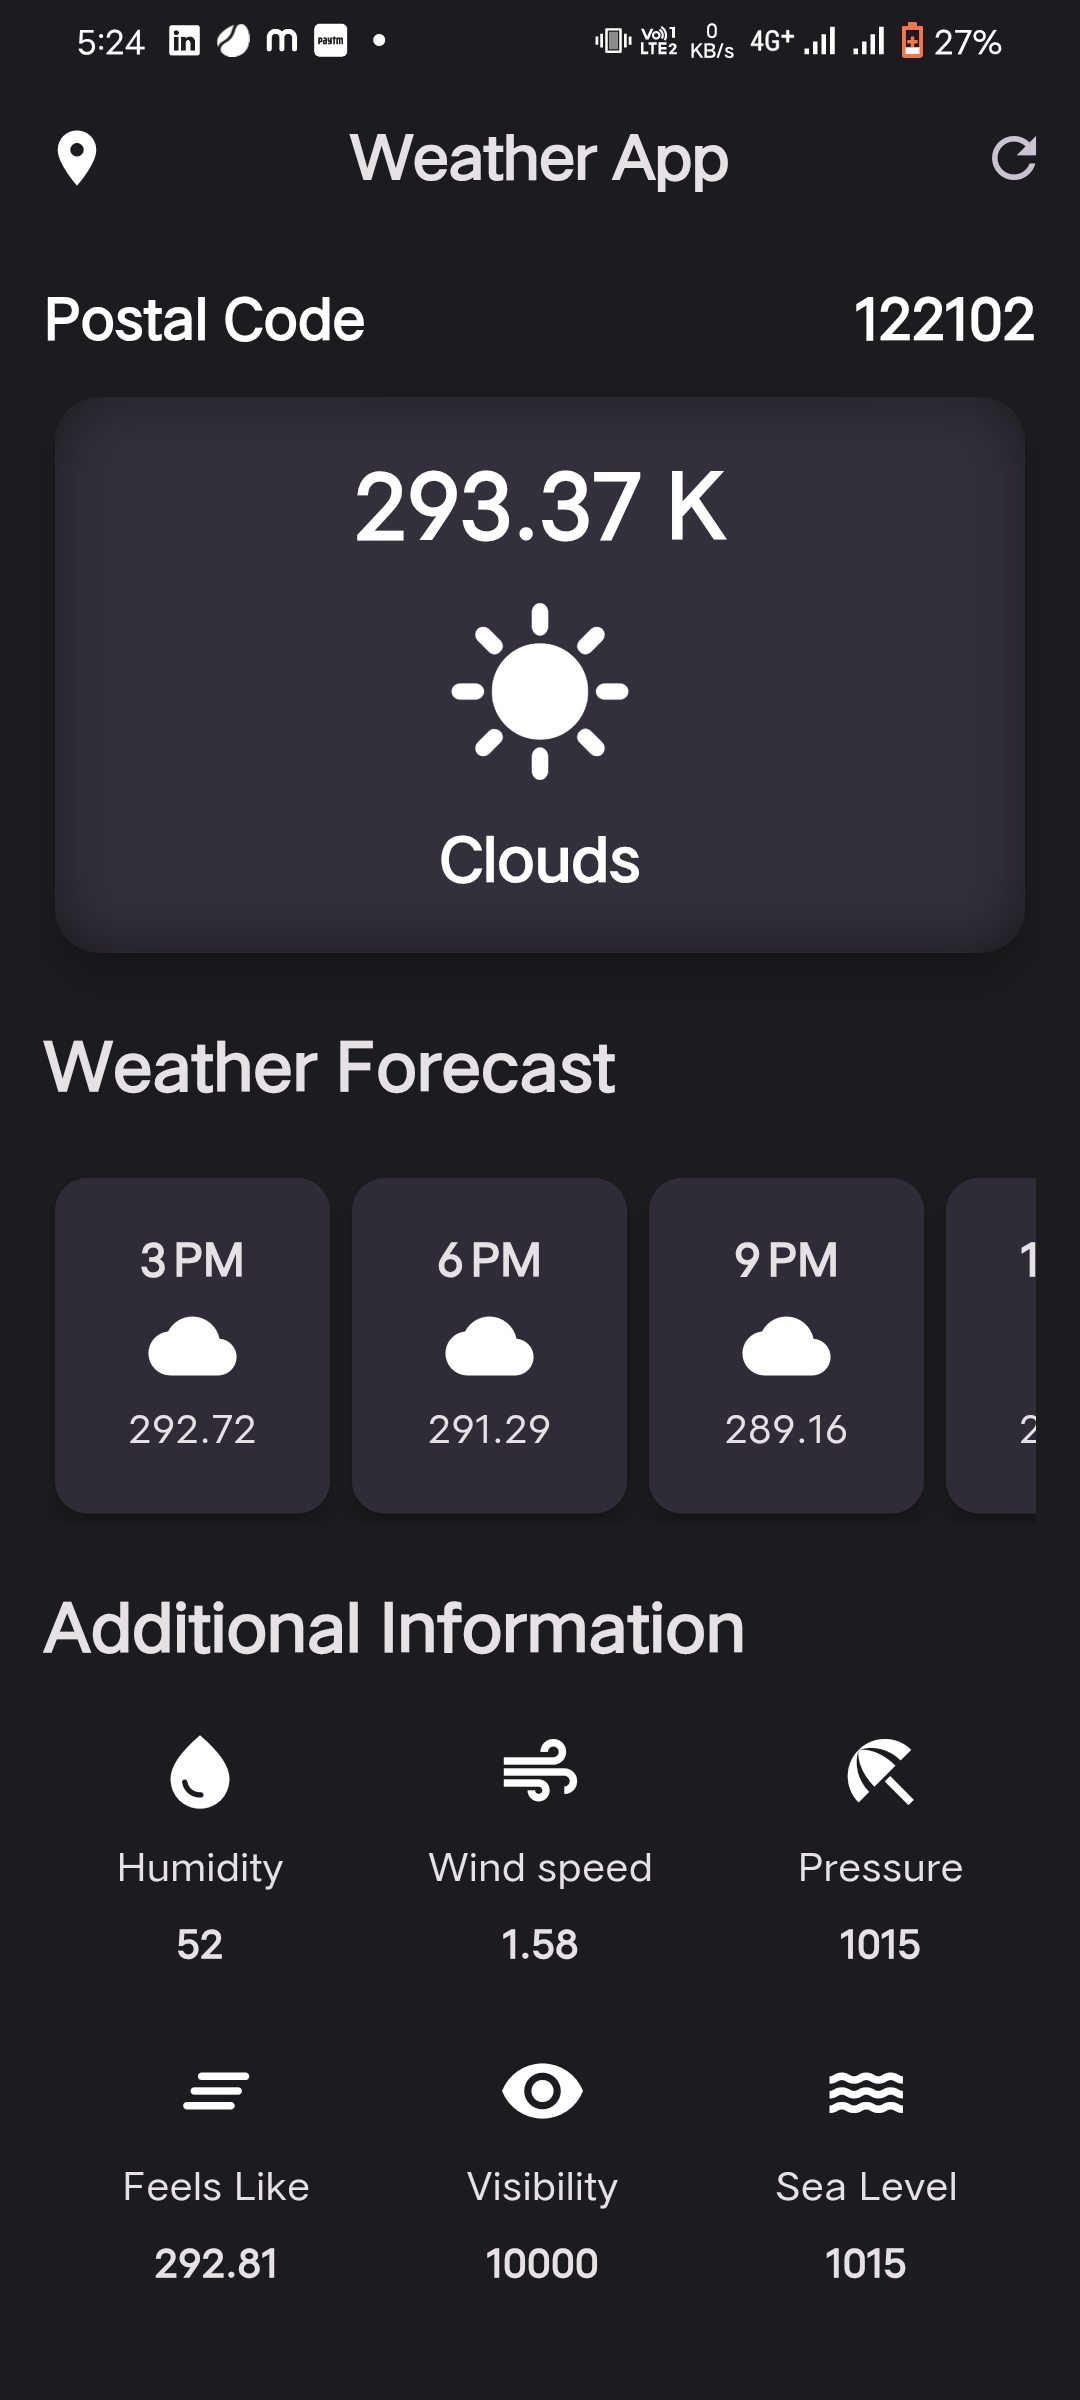 5:24 in m paytm Vo) 1 LTE2 0 KB/s 4G+ 27%
Weather App
Postal Code 122102
293.37 K
Clouds
Weather Forecast
3 PM 6 PM 9 PM 1
292.72 291.29 289.16 2
Additional Information
Humidity Wind speed Pressure
52 1.58 1015
Feels Like Visibility Sea Level
292.81 10000 1015